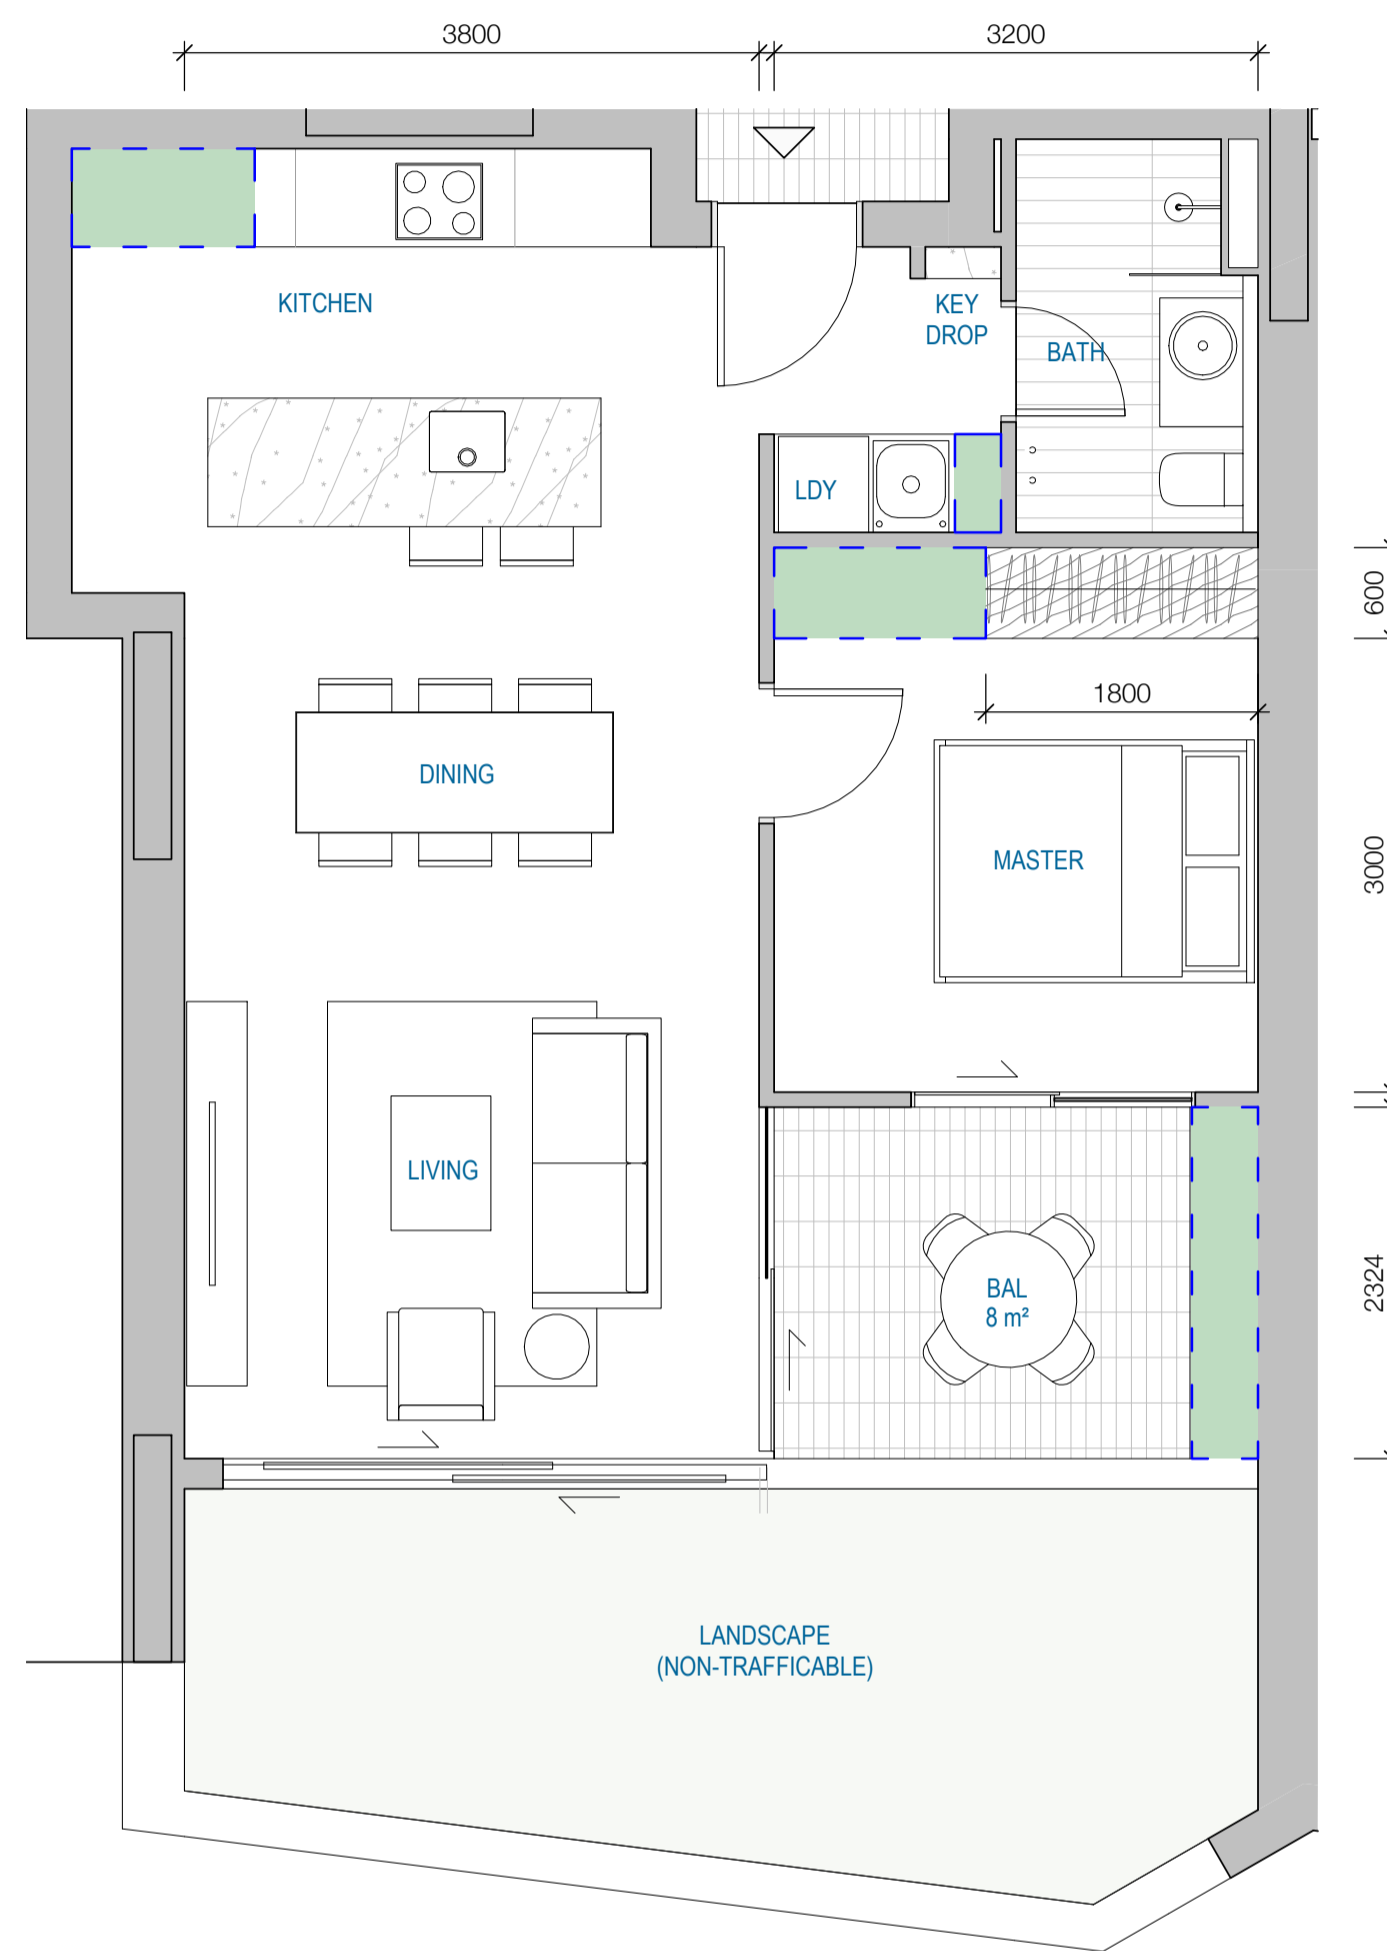 3800
3200
KITCHEN
KEY
DROP
BATH
LDY
600
1800
DINING
MASTER
3000
LIVING
BAL
8 m²
2324
LANDSCAPE
(NON-TRAFFICABLE)